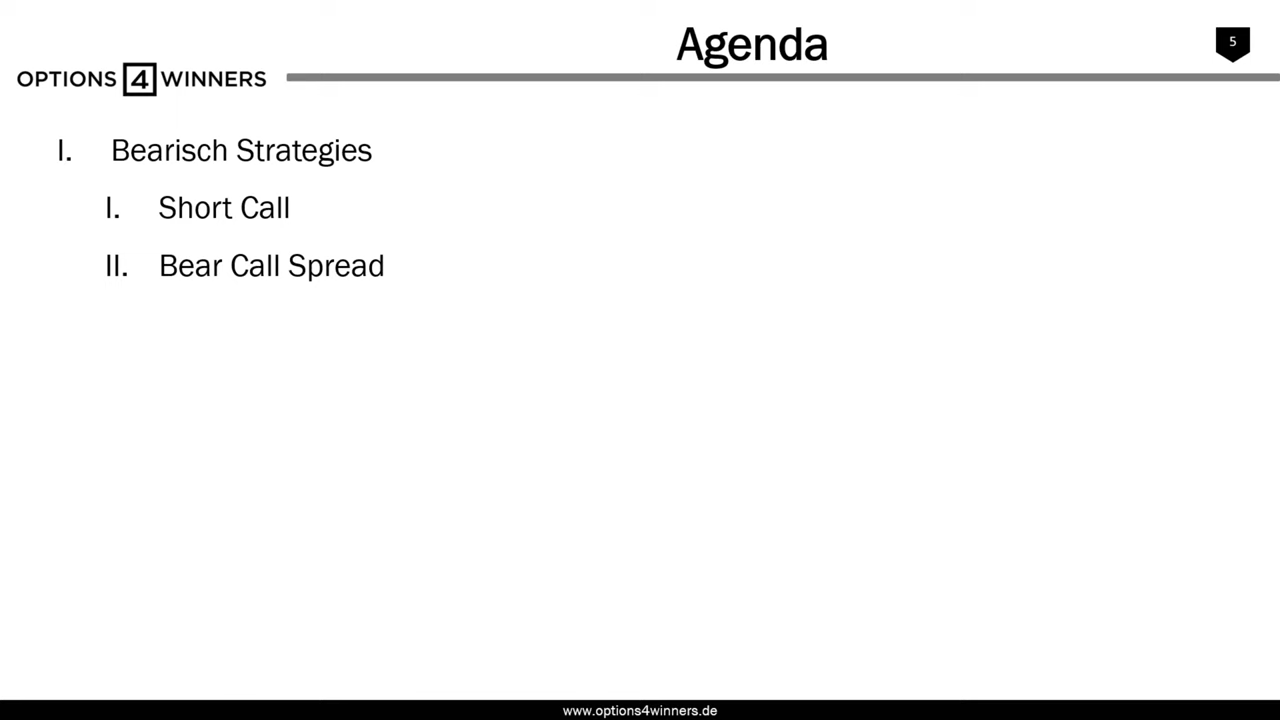 Agenda
5
OPTIONS 4 WINNERS
I. Bearisch Strategies
I. Short Call
II. Bear Call Spread
www.options4winners.de